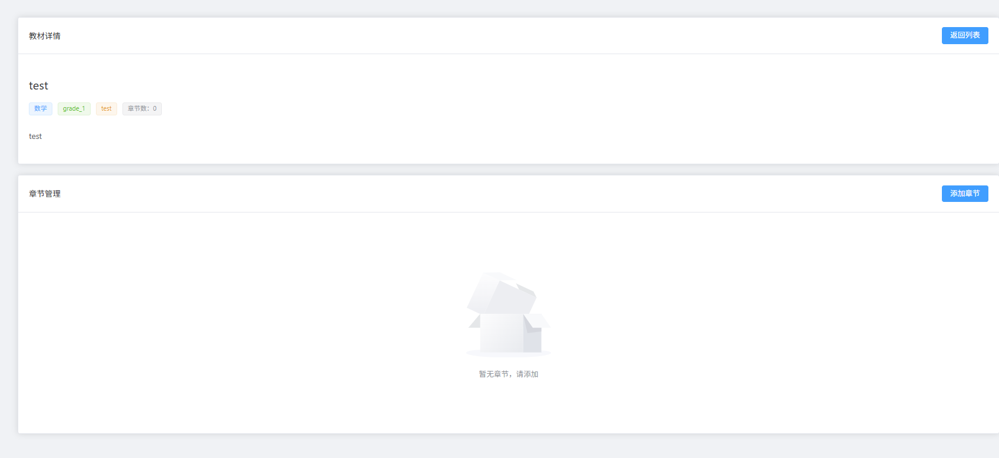 教材详情
返回列表
test
数学 grade_1 test 章节数：0
test
章节管理
添加章节
暂无章节，请添加